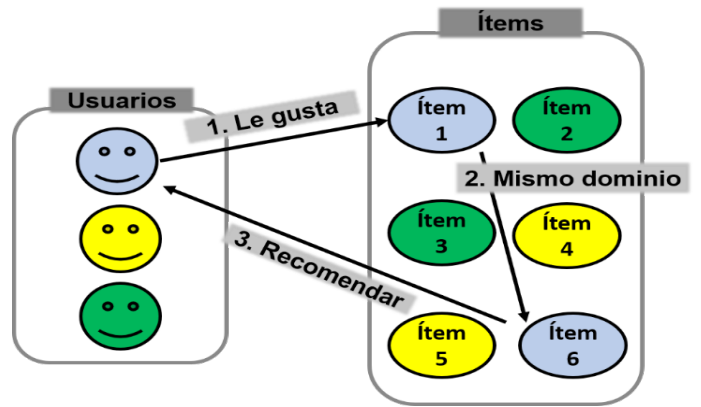 Ítems
Usuarios
1. Le gusta
Ítem
1
Ítem
2
2. Mismo dominio
Ítem
3
Ítem
4
3. Recomendar
Ítem
5
Ítem
6